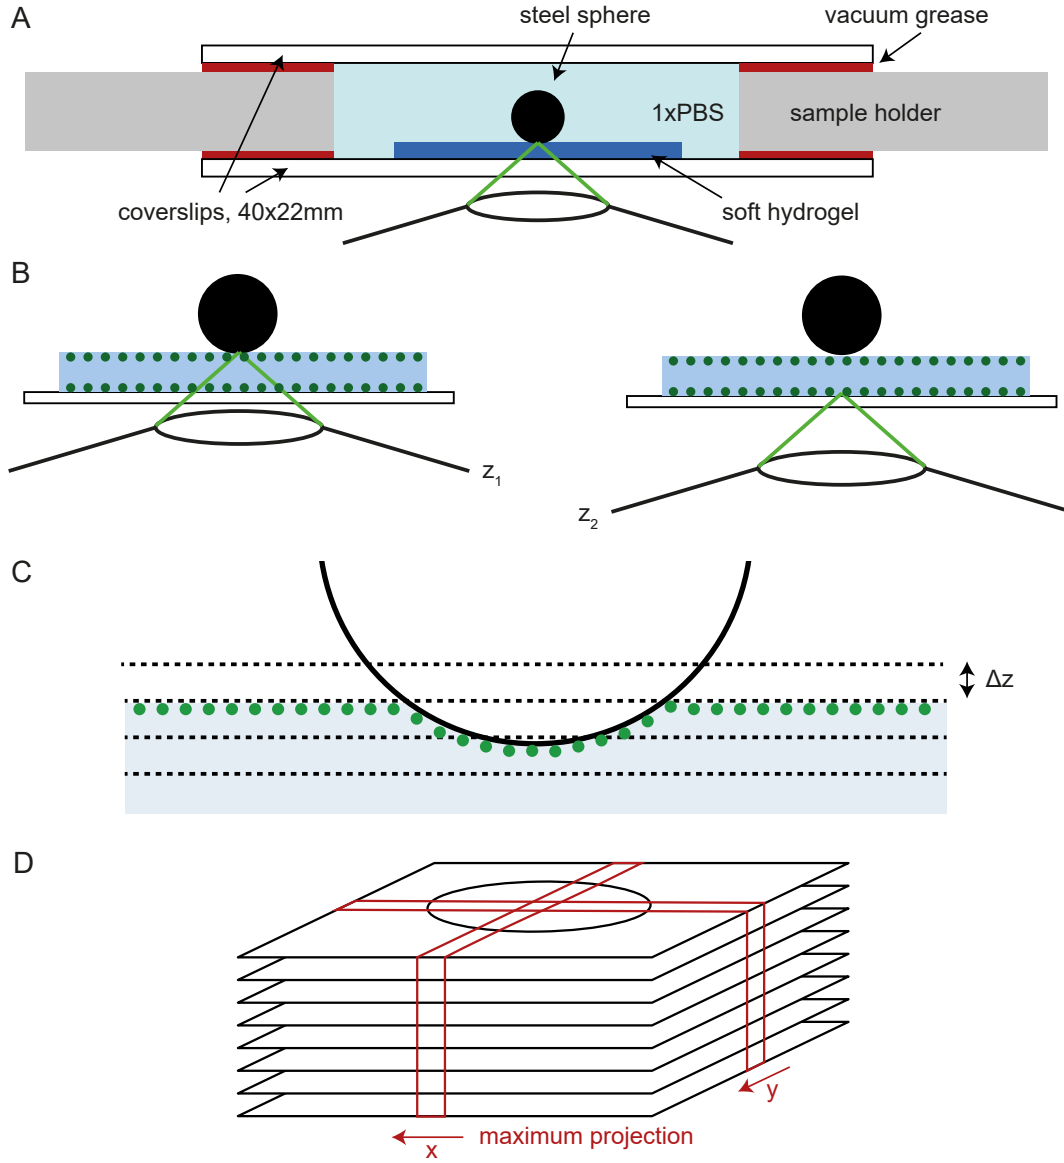 A
steel sphere
vacuum grease
1xPBS
sample holder
coverslips, 40x22mm
soft hydrogel
B
z1
z2
C
Δz
D
y
x
maximum projection